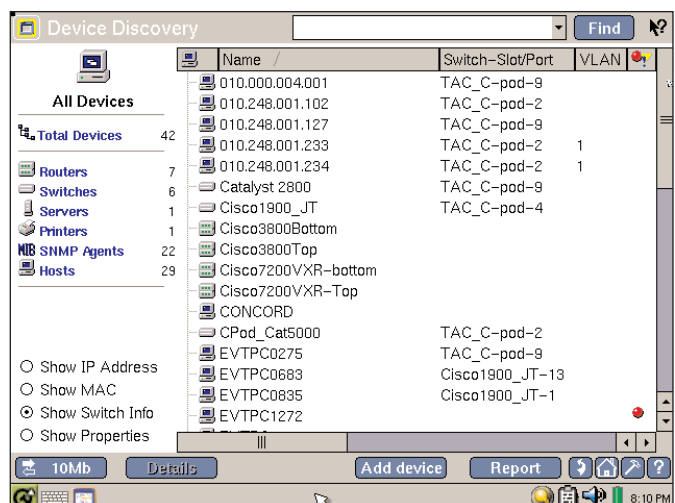 Device Discovery Find
Name / Switch-Slot/Port VLAN
All Devices
Total Devices 42
Routers 7
Switches 6
Servers 1
Printers 1
MIB SNMP Agents 22
Hosts 29
010.000.004.001 TAC_C-pod-9
010.248.001.102 TAC_C-pod-2
010.248.001.127 TAC_C-pod-9
010.248.001.233 TAC_C-pod-2 1
010.248.001.234 TAC_C-pod-2 1
Catalyst 2800 TAC_C-pod-9
Cisco1900_JT TAC_C-pod-4
Cisco3800Bottom
Cisco3800Top
Cisco7200VXR-bottom
Cisco7200VXR-Top
CONCORD
CPod_Cat5000 TAC_C-pod-2
EVTPC0275 TAC_C-pod-9
EVTPC0683 Cisco1900_JT-13
EVTPC0835 Cisco1900_JT-1
EVTPC1272
Show IP Address
Show MAC
Show Switch Info
Show Properties
10Mb Details Add device Report ?
8:10 PM